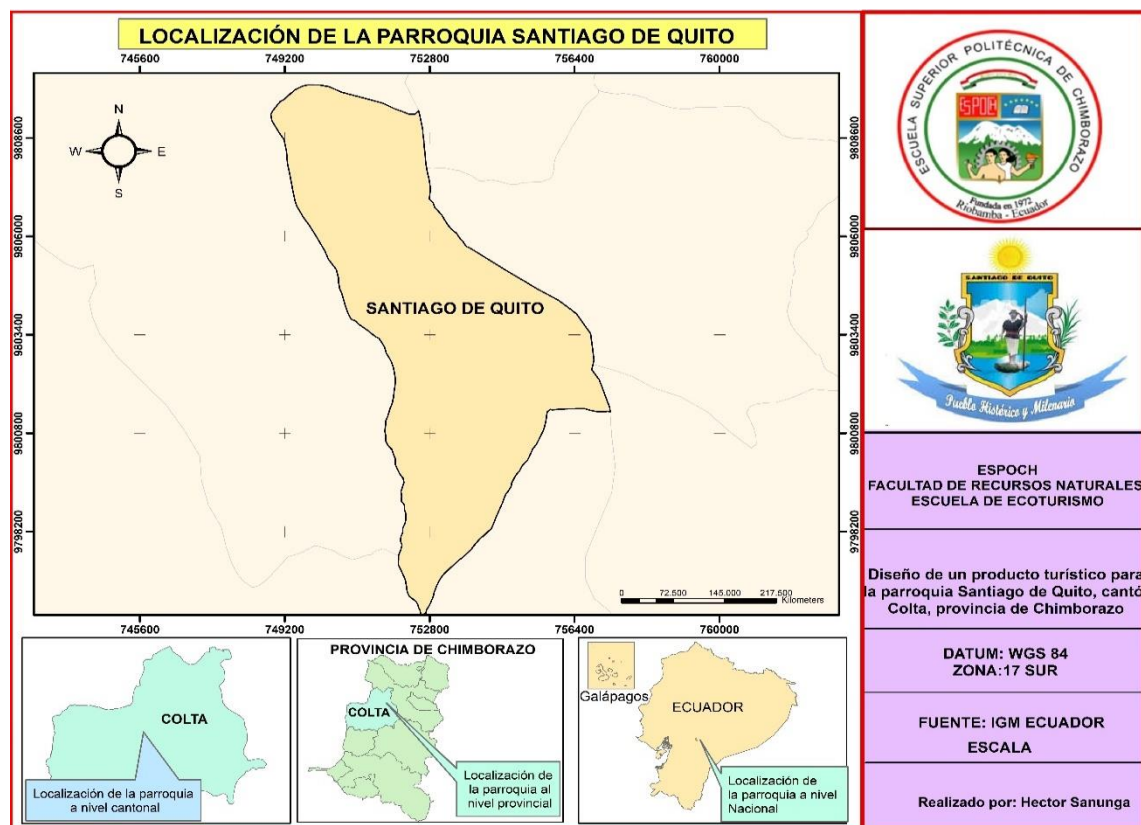 LOCALIZACIÓN DE LA PARROQUIA SANTIAGO DE QUITO
745600 749200 752800 756400 760000
N
W E
S
9808600
9806000
9803400
9800800
9798200
SANTIAGO DE QUITO
9808600
9806000
9803400
9800800
9798200
0 72.500 145.000 217.500
Kilometers
745600 749200 752800 756400 760000
COLTA
Localización de la parroquia
a nivel cantonal
PROVINCIA DE CHIMBORAZO
COLTA
Localización de
la parroquia al
nivel provincial
Galápagos
ECUADOR
Localización de
la parroquia a nivel
Nacional
ESCUELA SUPERIOR POLITÉCNICA DE CHIMBORAZO
ESPOCH
Fundada en 1972
Riobamba - Ecuador
SANTIAGO DE QUITO
Pueblo Histórico y Milenario
ESPOCH
FACULTAD DE RECURSOS NATURALES
ESCUELA DE ECOTURISMO
Diseño de un producto turístico para
la parroquia Santiago de Quito, cantó
Colta, provincia de Chimborazo
DATUM: WGS 84
ZONA:17 SUR
FUENTE: IGM ECUADOR
ESCALA
Realizado por: Hector Sanunga